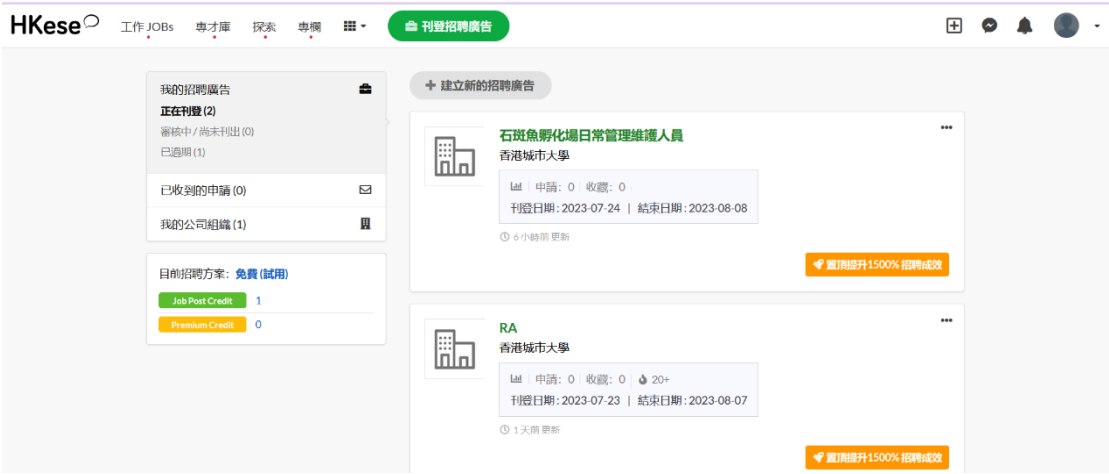 HKese
工作 JOBs 專才庫 探索 專欄 刊登招聘廣告
我的招聘廣告
正在刊登 (2)
審核中 / 尚未刊出 (0)
已過期 (1)
已收到的申請 (0)
我的公司組織 (1)
目前招聘方案: 免費 (試用)
Job Post Credit 1
Premium Credit 0
建立新的招聘廣告
石斑魚孵化場日常管理維護人員
香港城市大學
申請: 0 收藏: 0
刊登日期 : 2023-07-24 | 結束日期 : 2023-08-08
6 小時前 更新
置頂提升1500% 招聘成效
RA
香港城市大學
申請: 0 收藏: 0 20+
刊登日期 : 2023-07-23 | 結束日期 : 2023-08-07
1 天前 更新
置頂提升1500% 招聘成效